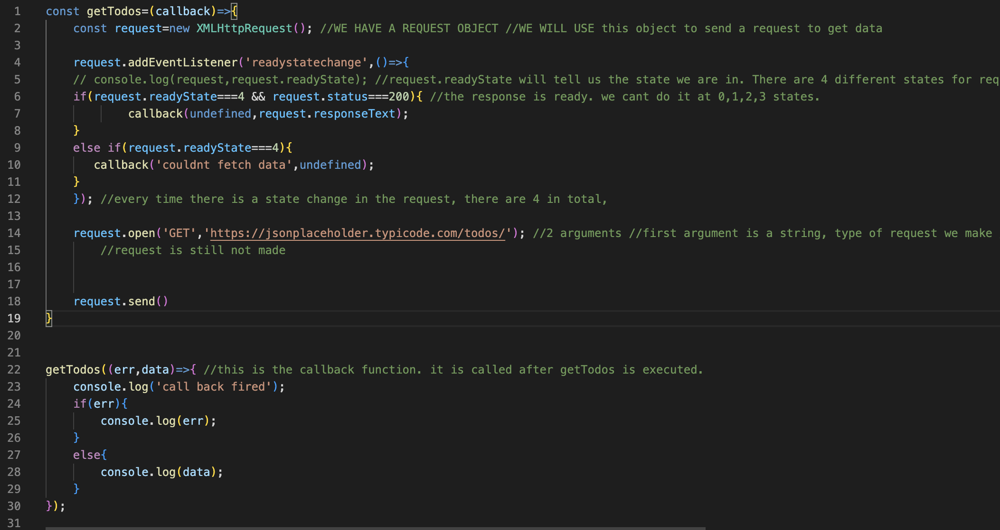 1 const getTodos=(callback)=>{
2 const request=new XMLHttpRequest(); //WE HAVE A REQUEST OBJECT //WE WILL USE this object to send a request to get data
3
4 request.addEventListener('readystatechange',()=>{
5 // console.log(request,request.readyState); //request.readyState will tell us the state we are in. There are 4 different states for req
6 if(request.readyState===4 && request.status===200){ //the response is ready. we cant do it at 0,1,2,3 states.
7 callback(undefined,request.responseText);
8 }
9 else if(request.readyState===4){
10 callback('couldnt fetch data',undefined);
11 }
12 }); //every time there is a state change in the request, there are 4 in total,
13
14 request.open('GET','https://jsonplaceholder.typicode.com/todos/'); //2 arguments //first argument is a string, type of request we make
15 //request is still not made
16
17
18 request.send()
19 }
20
21
22 getTodos((err,data)=>{ //this is the callback function. it is called after getTodos is executed.
23 console.log('call back fired');
24 if(err){
25 console.log(err);
26 }
27 else{
28 console.log(data);
29 }
30 });
31